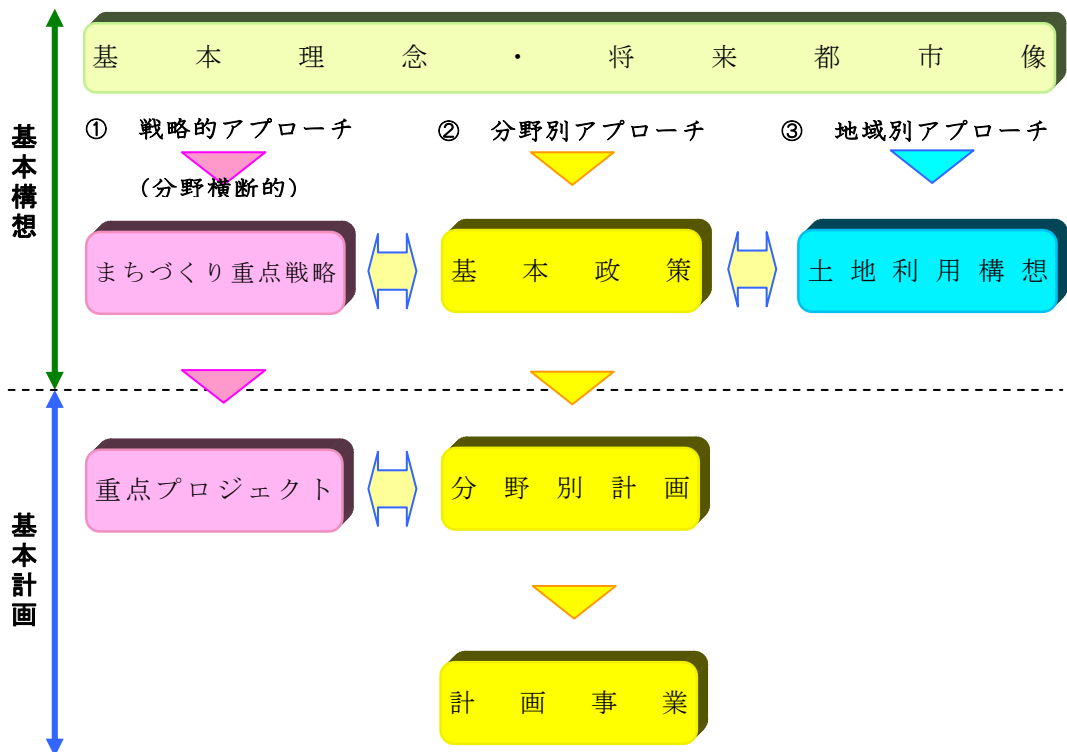 基本理念・将来都市像
基本構想
① 戦略的アプローチ
(分野横断的)
② 分野別アプローチ
③ 地域別アプローチ
まちづくり重点戦略
基本政策
土地利用構想
基本計画
重点プロジェクト
分野別計画
計画事業